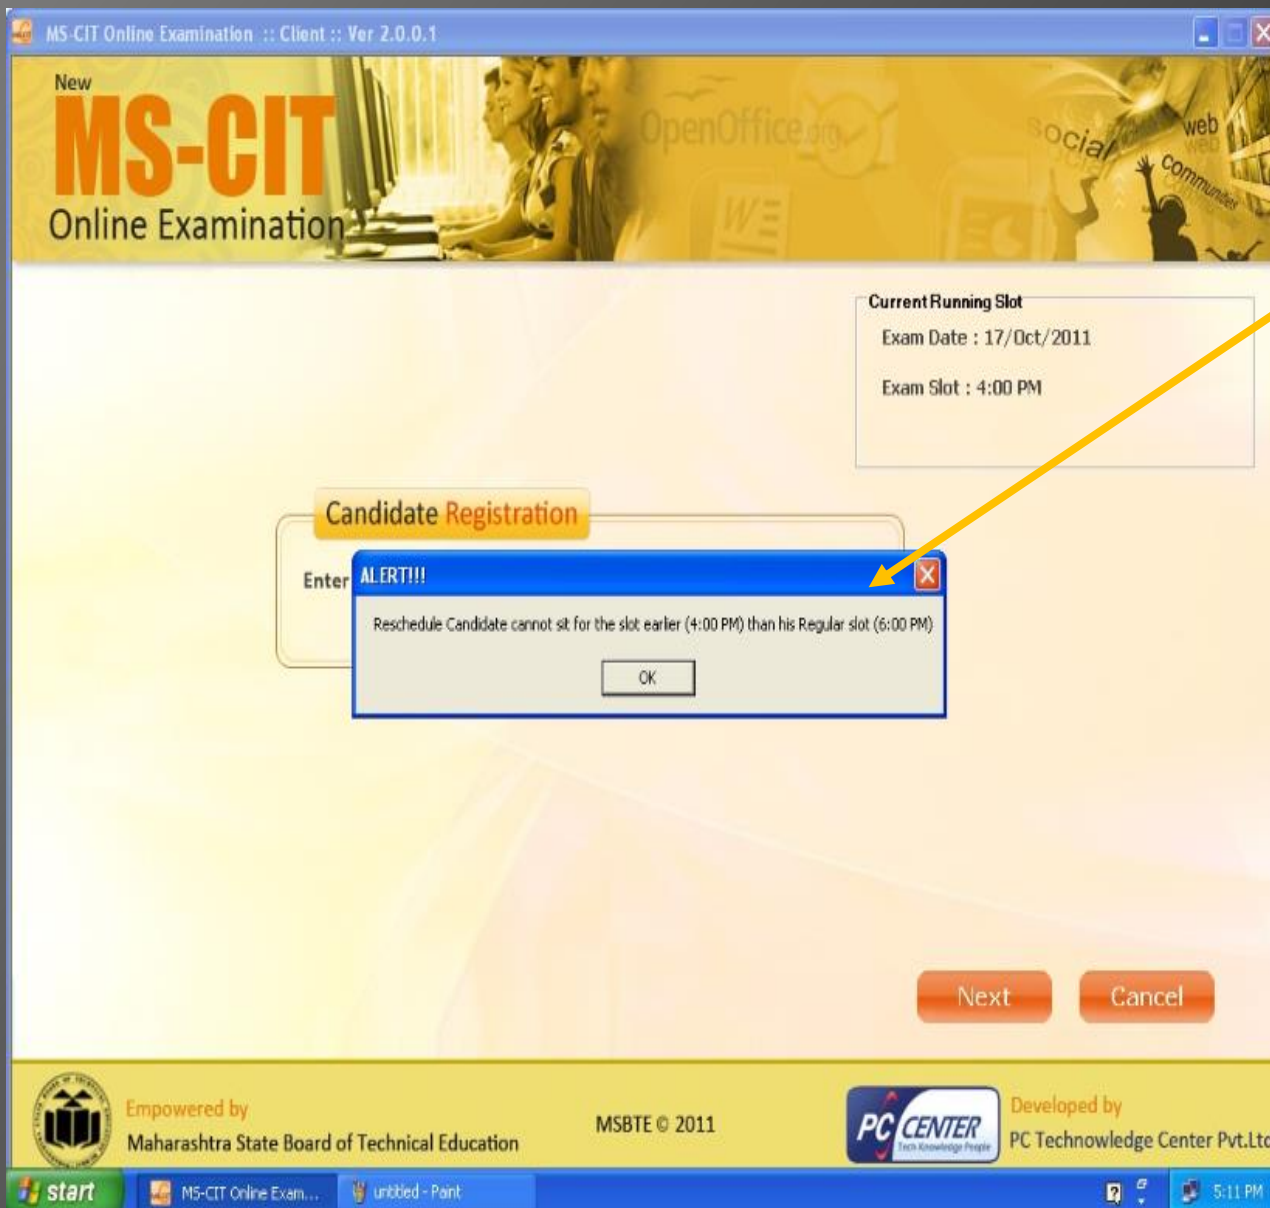 MS-CIT Online Examination :: Client :: Ver 2.0.0.1
New
MS-CIT
Online Examination
OpenOffice.org
social
web
web
communities
W
Current Running Slot
Exam Date : 17/Oct/2011
Exam Slot : 4:00 PM
Candidate Registration
Enter
ALERT!!!
Reschedule Candidate cannot sit for the slot earlier (4:00 PM) than his Regular slot (6:00 PM)
OK
Next
Cancel
Empowered by
Maharashtra State Board of Technical Education
MSBTE © 2011
PC CENTER
Tech Knowledge People
Developed by
PC Technowledge Center Pvt.Ltd
start
MS-CIT Online Exam...
untitled - Paint
5:11 PM